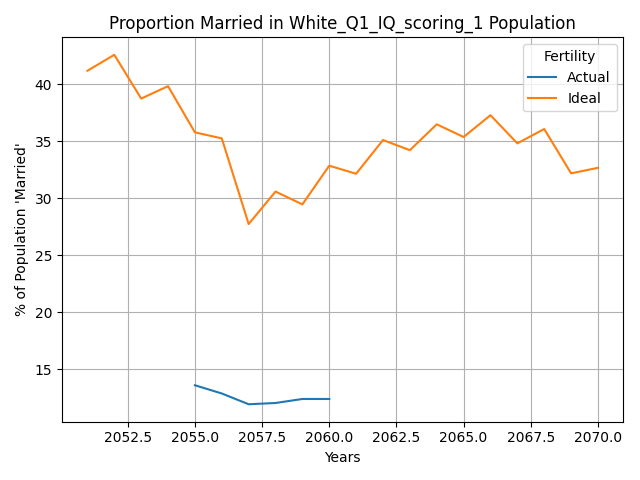 Proportion Married in White_Q1_IQ_scoring_1 Population
Fertility
Actual
Ideal
% of Population 'Married'
40
35
30
25
20
15
2052.5 2055.0 2057.5 2060.0 2062.5 2065.0 2067.5 2070.0
Years